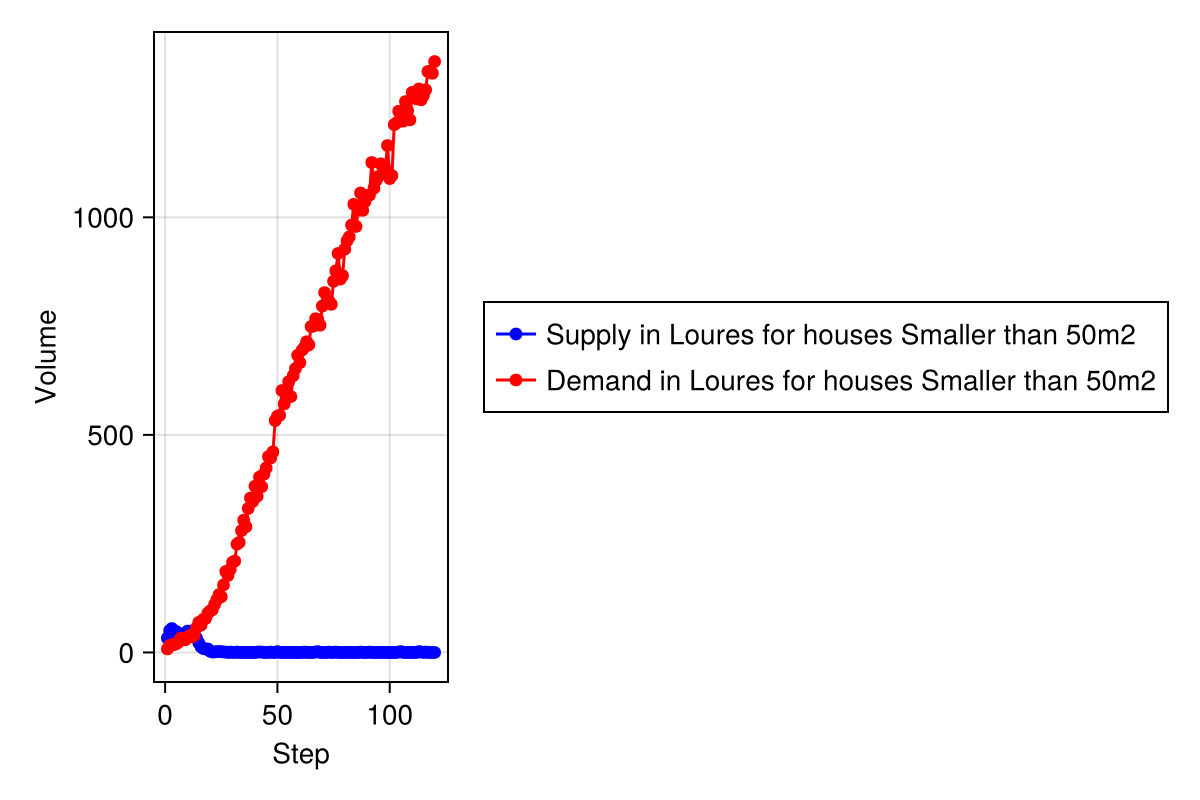 1000
500
0
Volume
0 50 100
Step
Supply in Loures for houses Smaller than 50m2
Demand in Loures for houses Smaller than 50m2